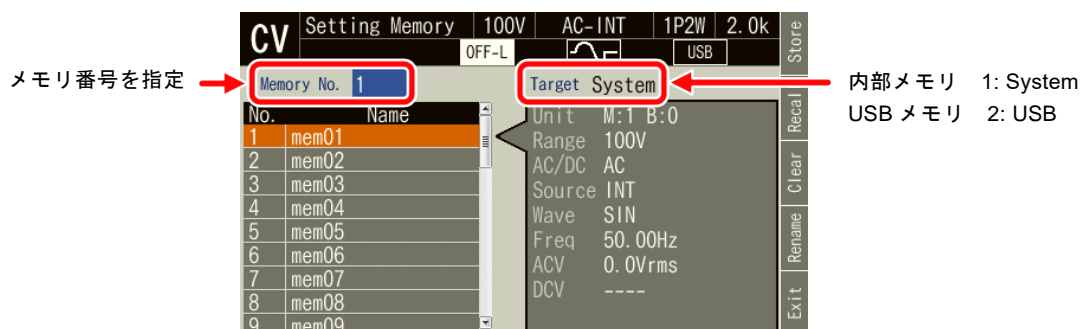 CV Setting Memory 100V AC-INT 1P2W 2.0k
OFF-L USB
メモリ番号を指定
Memory No. 1
Target System
内部メモリ 1: System
USB メモリ 2: USB
No. Name
1 mem01
2 mem02
3 mem03
4 mem04
5 mem05
6 mem06
7 mem07
8 mem08
9 mem09
Unit M:1 B:0
Range 100V
AC/DC AC
Source INT
Wave SIN
Freq 50.00Hz
ACV 0.0Vrms
DCV ----
Store
Recal
Clear
Rename
Exit